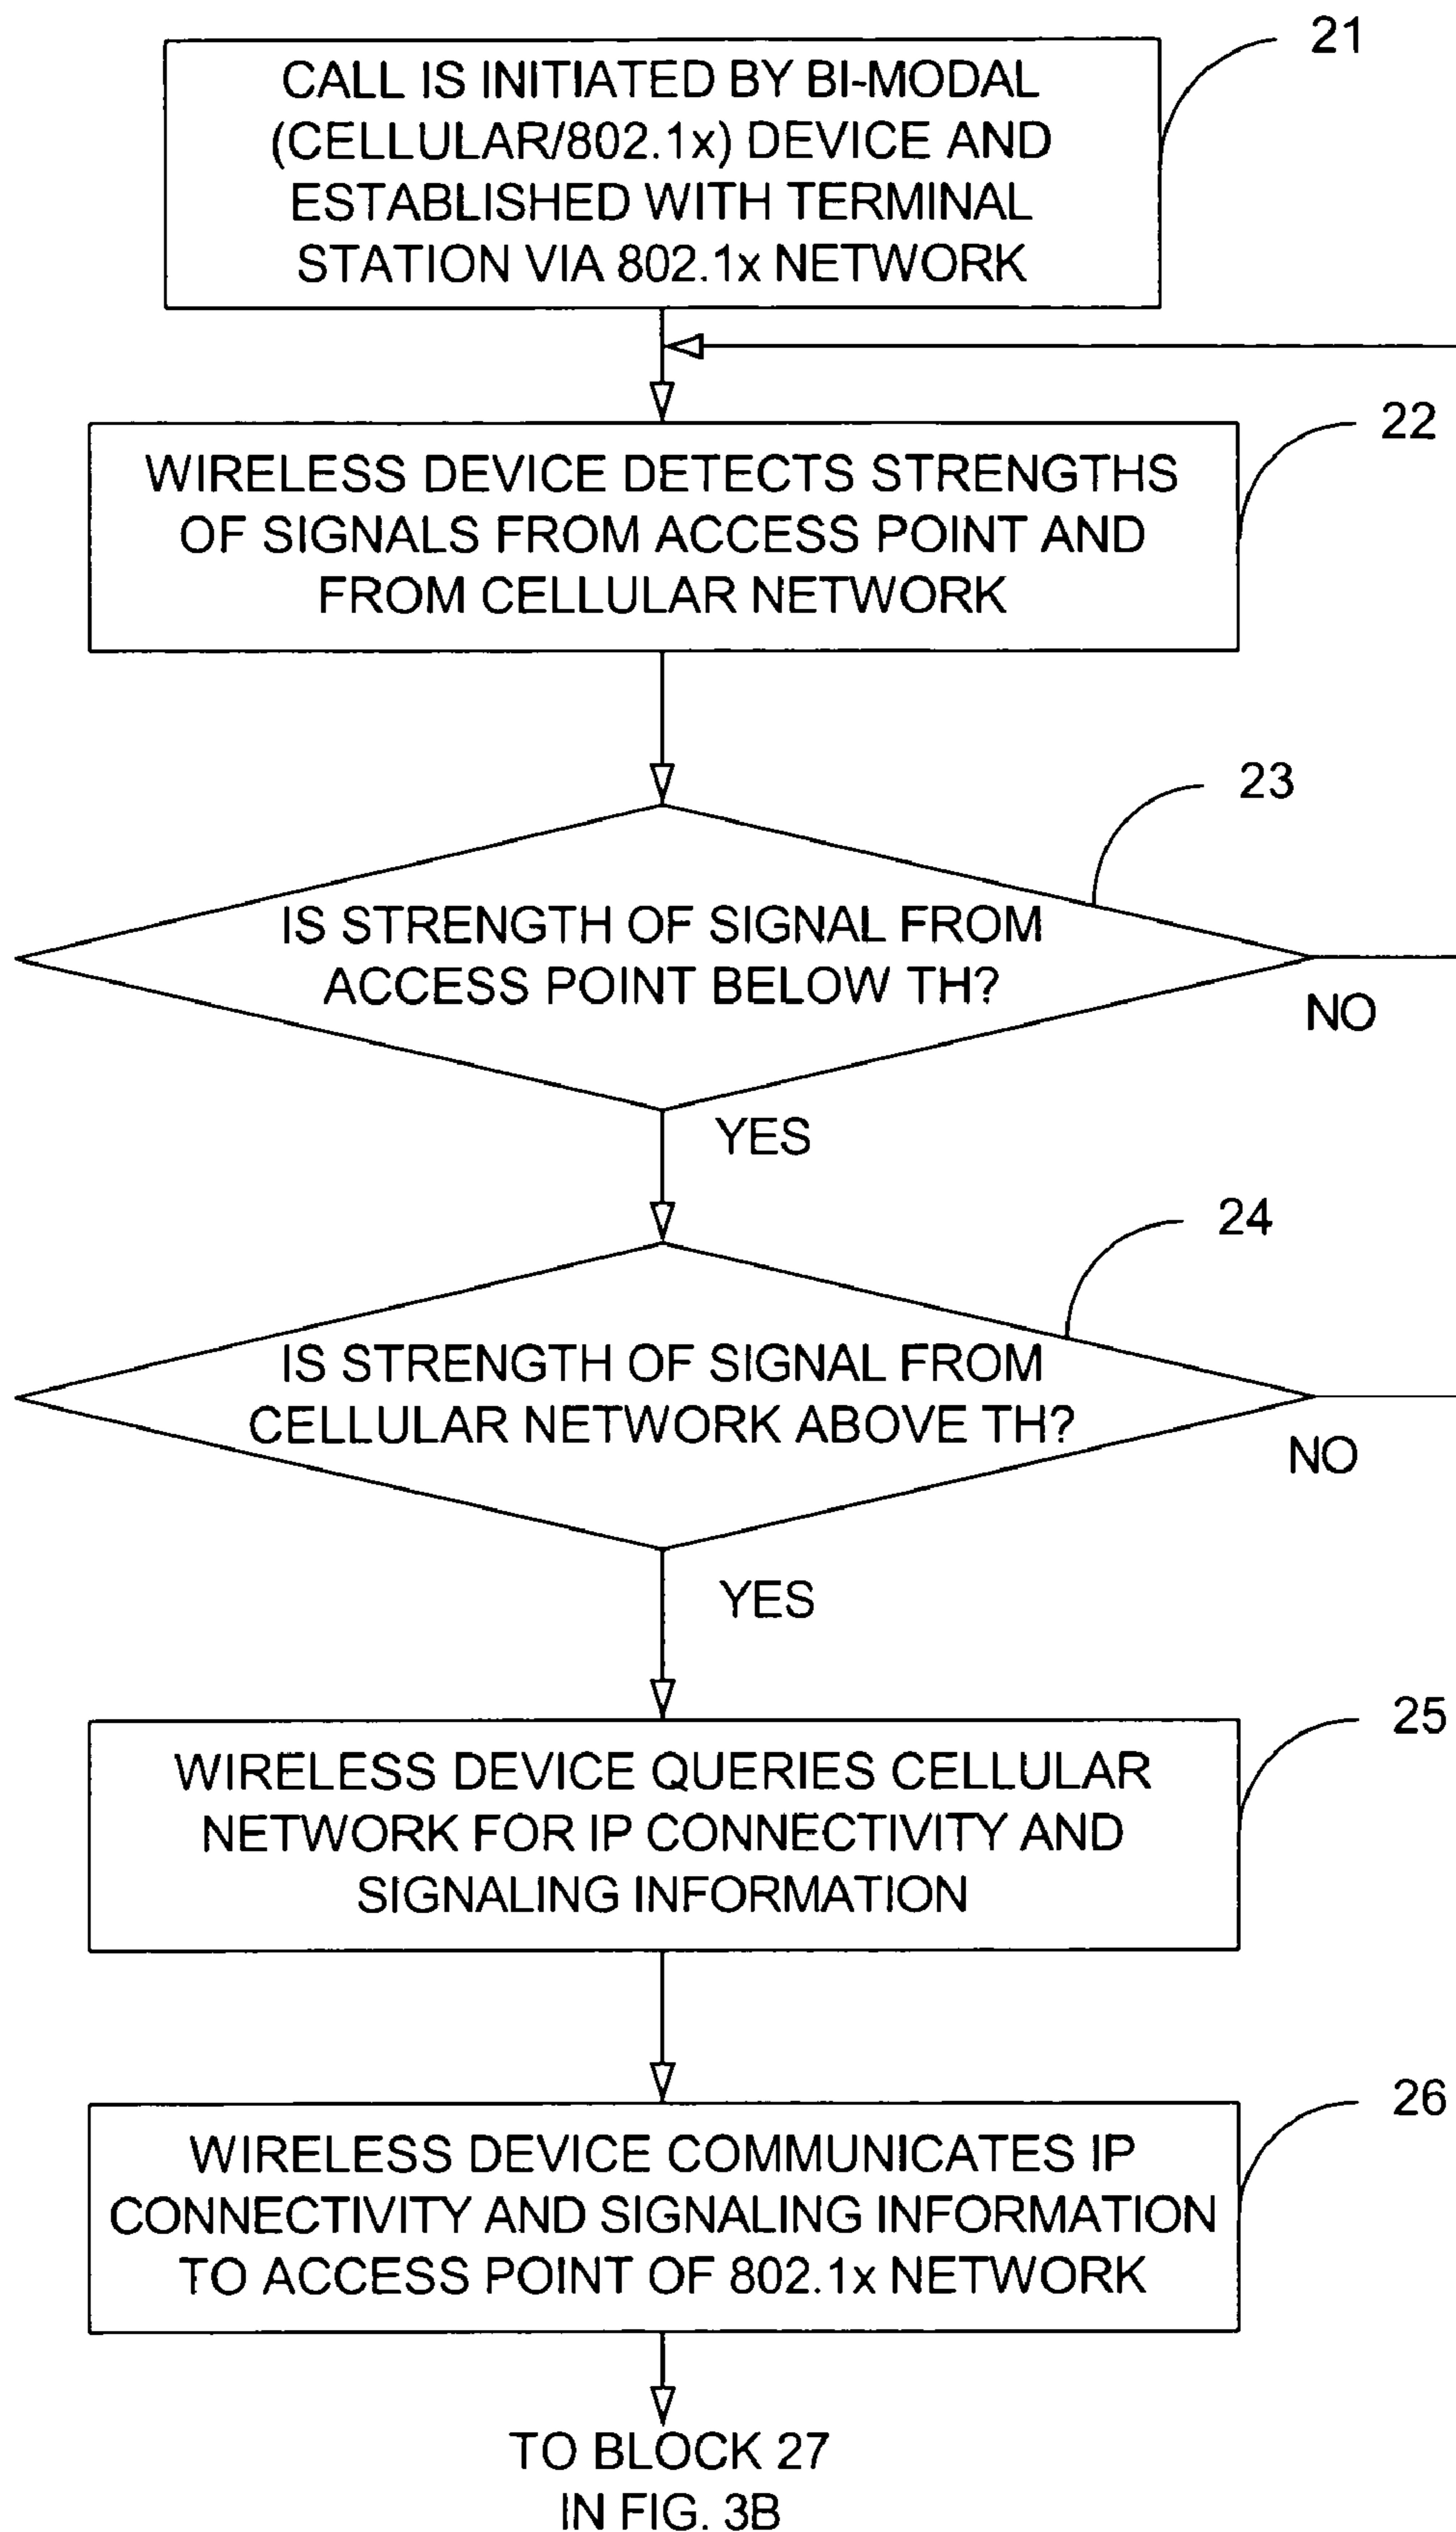 21
CALL IS INITIATED BY BI-MODAL
(CELLULAR/802.1x) DEVICE AND
ESTABLISHED WITH TERMINAL
STATION VIA 802.1x NETWORK
22
WIRELESS DEVICE DETECTS STRENGTHS
OF SIGNALS FROM ACCESS POINT AND
FROM CELLULAR NETWORK
23
IS STRENGTH OF SIGNAL FROM
ACCESS POINT BELOW TH?
NO
YES
24
IS STRENGTH OF SIGNAL FROM
CELLULAR NETWORK ABOVE TH?
NO
YES
25
WIRELESS DEVICE QUERIES CELLULAR
NETWORK FOR IP CONNECTIVITY AND
SIGNALING INFORMATION
26
WIRELESS DEVICE COMMUNICATES IP
CONNECTIVITY AND SIGNALING INFORMATION
TO ACCESS POINT OF 802.1x NETWORK
TO BLOCK 27
IN FIG. 3B